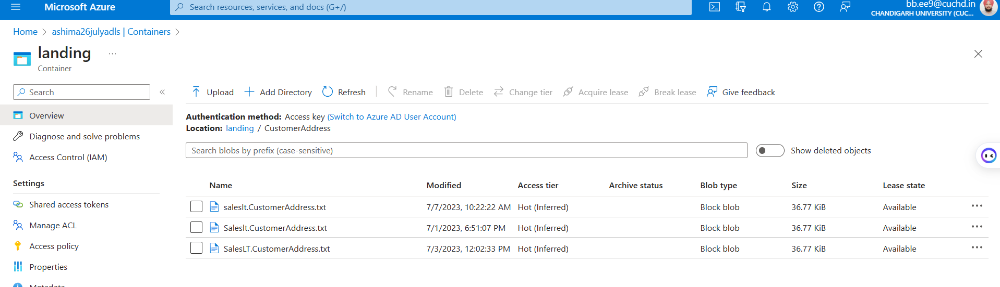 Microsoft Azure
Search resources, services, and docs (G+/)
bb.ee9@cuchd.in
CHANDIGARH UNIVERSITY (CUC...
Home > ashima26julyadls | Containers >
landing ...
Container
Search
«
Overview
Diagnose and solve problems
Access Control (IAM)
Settings
Shared access tokens
Manage ACL
Access policy
Properties
Metadata
Upload Add Directory Refresh Rename Delete Change tier Acquire lease Break lease Give feedback
Authentication method: Access key (Switch to Azure AD User Account)
Location: landing / CustomerAddress
Search blobs by prefix (case-sensitive)
Show deleted objects
Name Modified Access tier Archive status Blob type Size Lease state
saleslt.CustomerAddress.txt 7/7/2023, 10:22:22 AM Hot (Inferred) Block blob 36.77 KiB Available ...
Saleslt.CustomerAddress.txt 7/1/2023, 6:51:07 PM Hot (Inferred) Block blob 36.77 KiB Available ...
SalesLT.CustomerAddress.txt 7/3/2023, 12:02:33 PM Hot (Inferred) Block blob 36.77 KiB Available ...